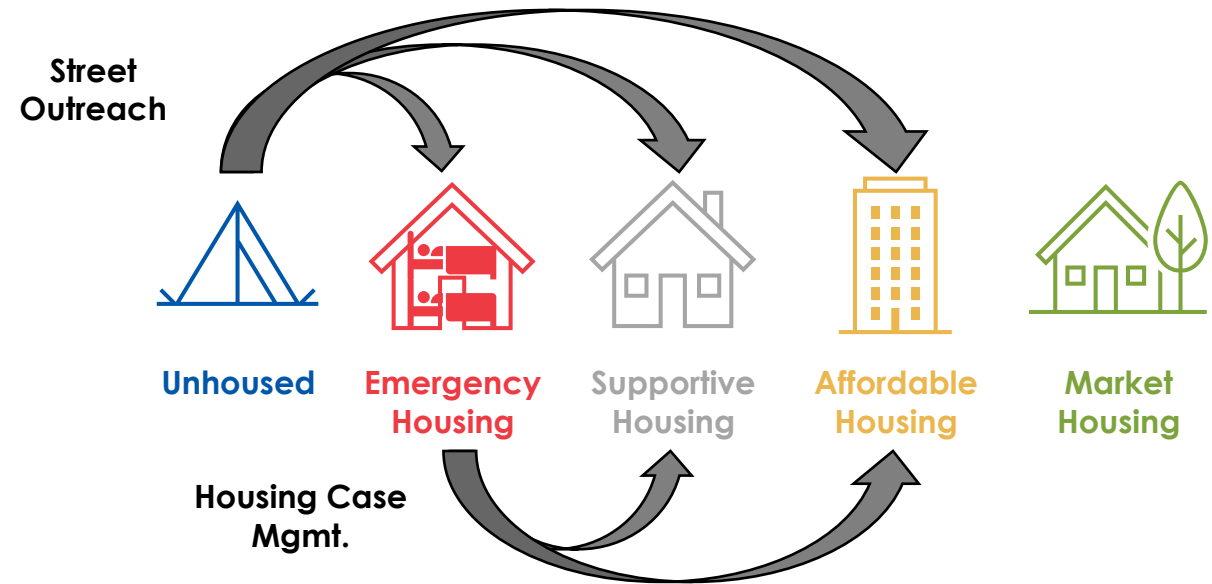 Street
Outreach
Unhoused
Emergency
Housing
Supportive
Housing
Affordable
Housing
Market
Housing
Housing Case
Mgmt.